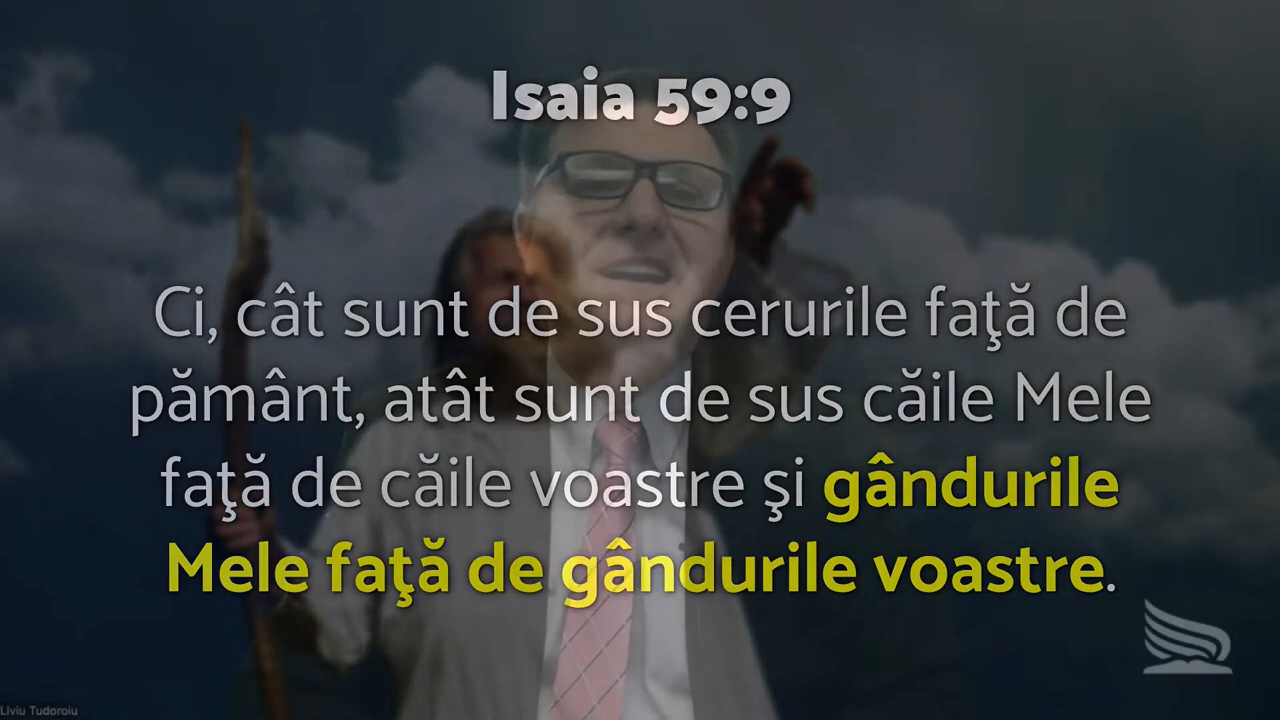 Isaia 59:9
Ci, cât sunt de sus cerurile faţă de
pământ, atât sunt de sus căile Mele
faţă de căile voastre şi gândurile
Mele faţă de gândurile voastre.
Liviu Tudoroiu